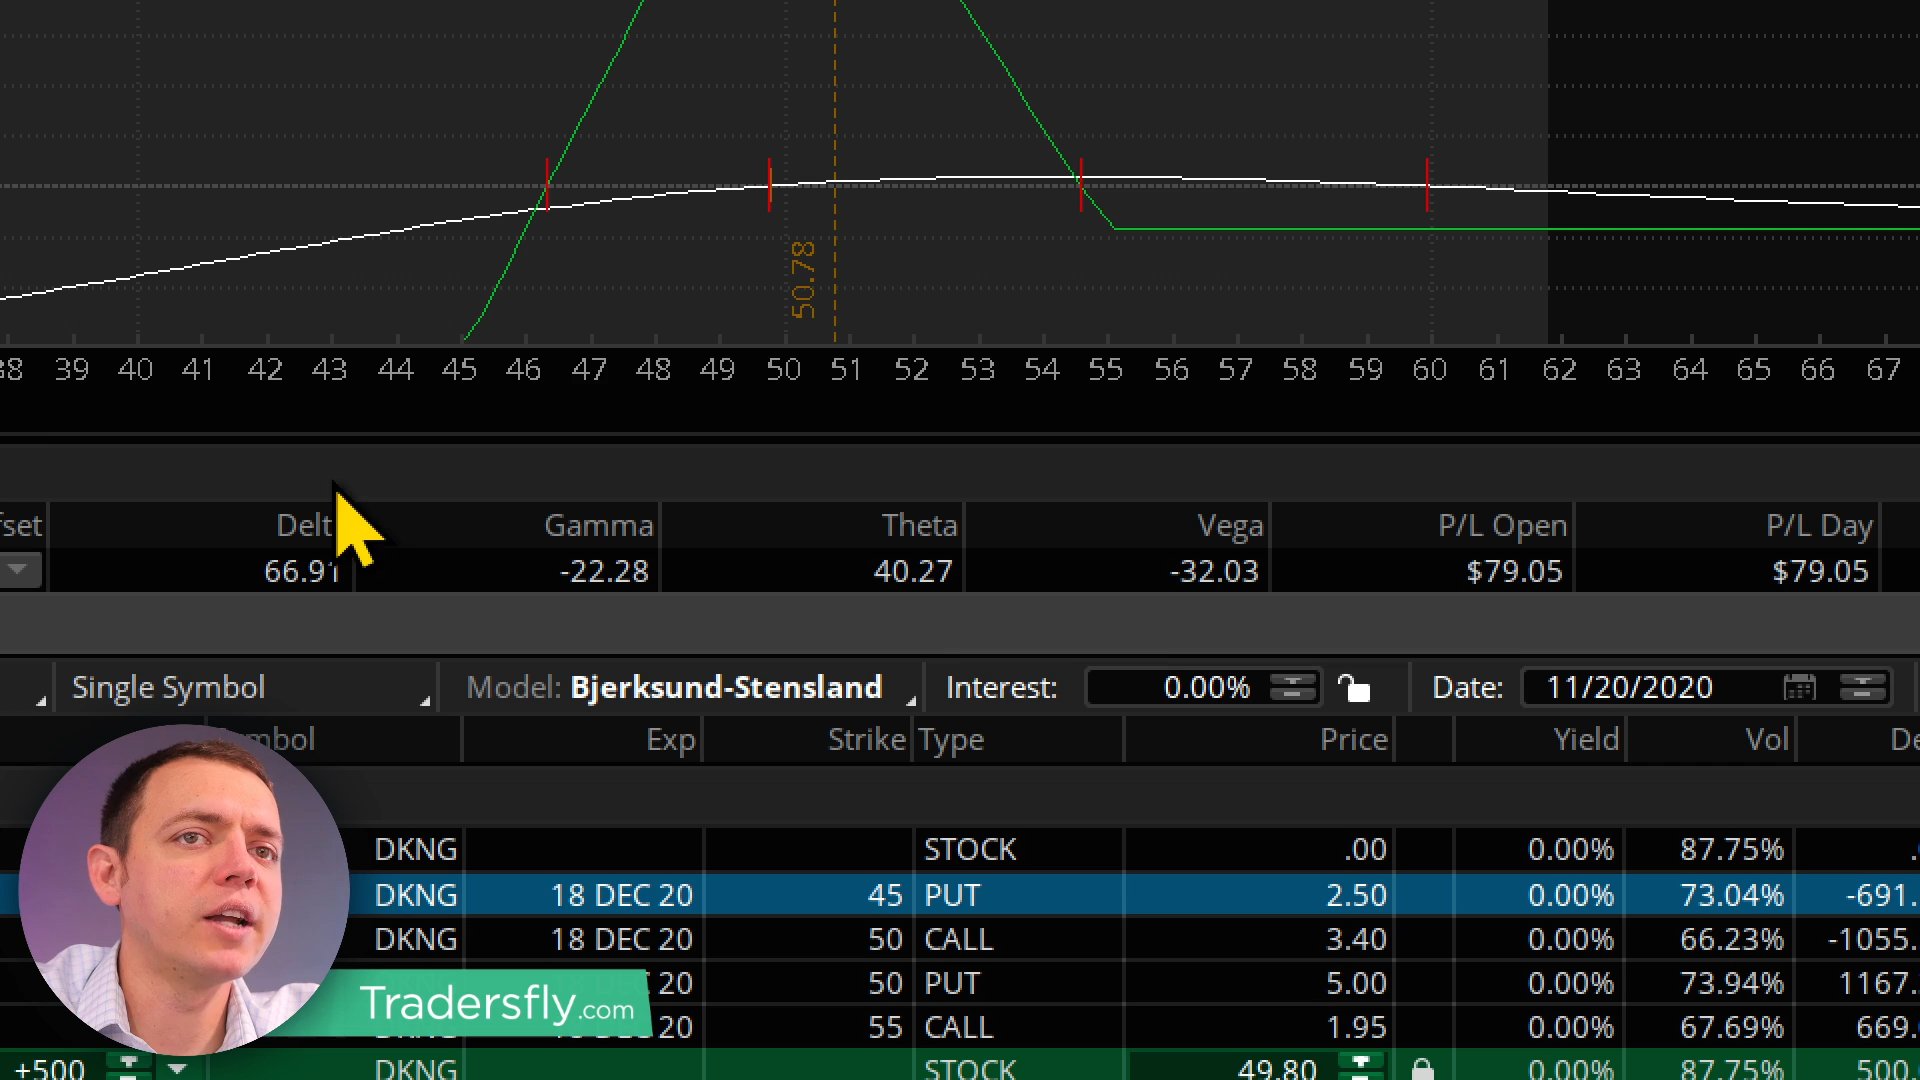 50.78
39 40 41 42 43 44 45 46 47 48 49 50 51 52 53 54 55 56 57 58 59 60 61 62 63 64 65 66 67
Gamma Theta Vega P/L Open P/L Day
66.91 -22.28 40.27 -32.03 $79.05 $79.05
Single Symbol Model: Bjerksund-Stensland Interest: 0.00% Date: 11/20/2020
Exp Strike Type Price Yield Vol
DKNG STOCK .00 0.00% 87.75%
DKNG 18 DEC 20 45 PUT 2.50 0.00% 73.04% -691.
DKNG 18 DEC 20 50 CALL 3.40 0.00% 66.23% -1055.
20 50 PUT 5.00 0.00% 73.94% 1167.
20 55 CALL 1.95 0.00% 67.69% 669.
Tradersfly.com
+500 DKNG STOCK 49.80 0.00% 87.75% 500.